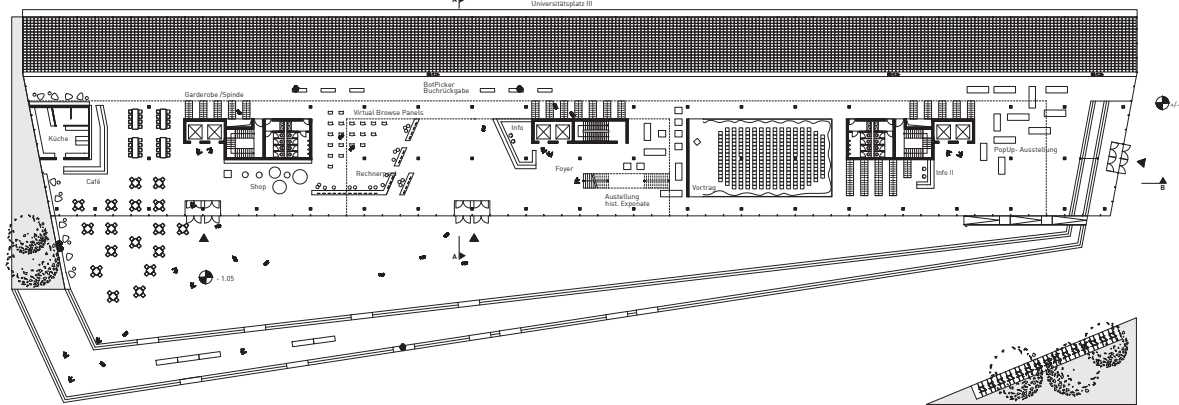 Universitätsplatz III
A
BotPicker
Buchrückgabe
Garderobe /Spinde
Virtual Browse Panels
Küche
Info
Rechner
Foyer
Café
Shop
Vortrag
Info II
PopUp- Ausstellung
Austellung
hist. Exponate
+/-
B
A
- 1.05